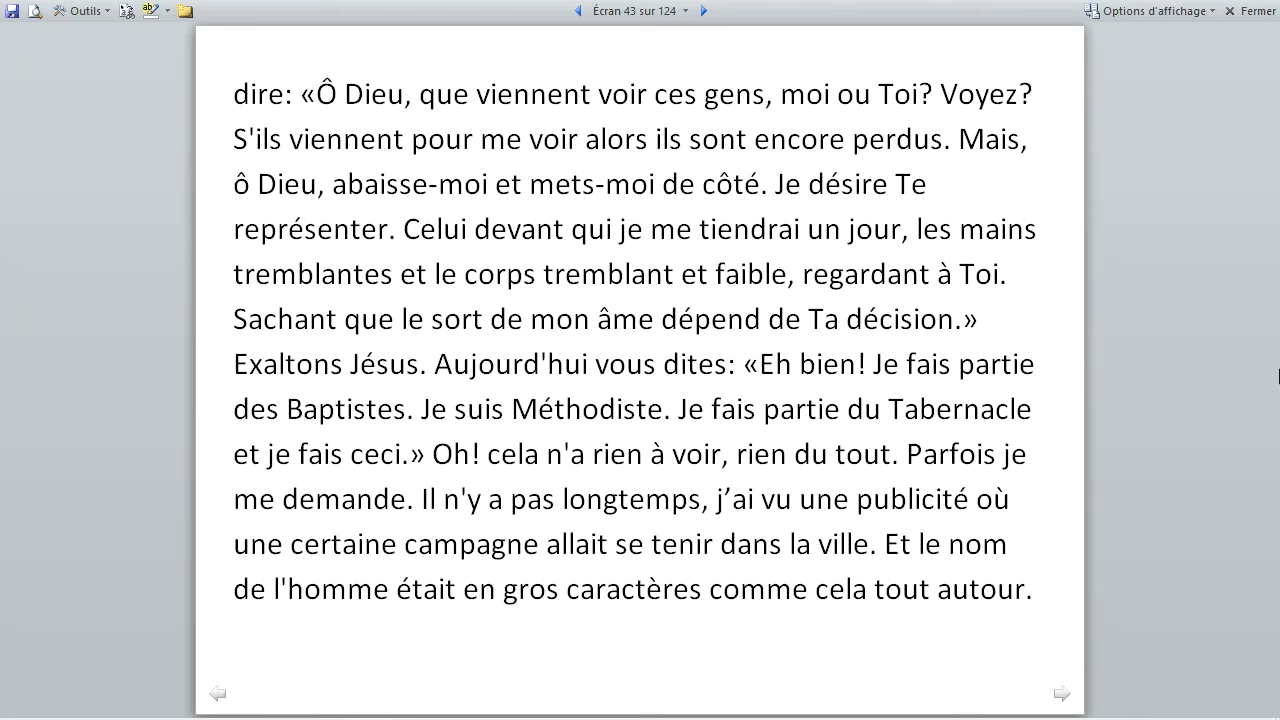 Outils
Écran 43 sur 124
Options d'affichage
Fermer
dire: «Ô Dieu, que viennent voir ces gens, moi ou Toi? Voyez?
S'ils viennent pour me voir alors ils sont encore perdus. Mais,
ô Dieu, abaisse-moi et mets-moi de côté. Je désire Te
représenter. Celui devant qui je me tiendrai un jour, les mains
tremblantes et le corps tremblant et faible, regardant à Toi.
Sachant que le sort de mon âme dépend de Ta décision.»
Exaltons Jésus. Aujourd'hui vous dites: «Eh bien! Je fais partie
des Baptistes. Je suis Méthodiste. Je fais partie du Tabernacle
et je fais ceci.» Oh! cela n'a rien à voir, rien du tout. Parfois je
me demande. Il n'y a pas longtemps, j’ai vu une publicité où
une certaine campagne allait se tenir dans la ville. Et le nom
de l'homme était en gros caractères comme cela tout autour.